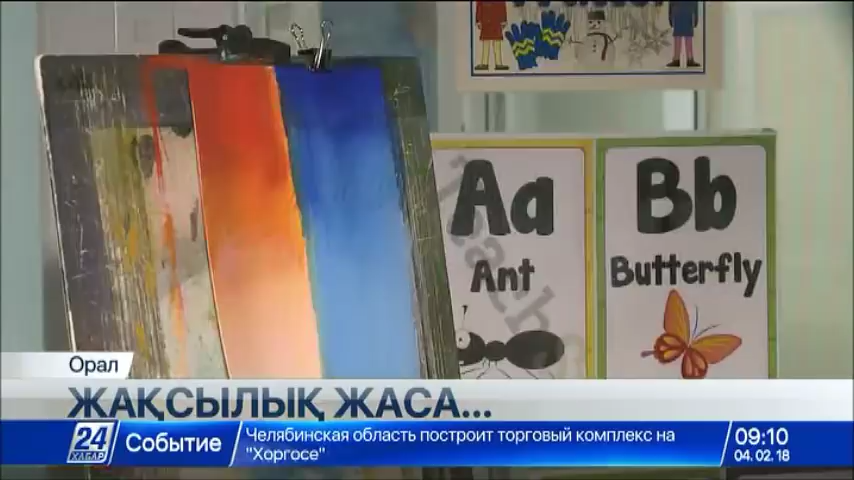 Aa
Bb
Ant
Butterfly
Teach
Орал
ЖАҚСЫЛЫҚ ЖАСА...
24
ХАБАР
Событие
Челябинская область построит торговый комплекс на
"Хоргосе"
09:10
04.02.18